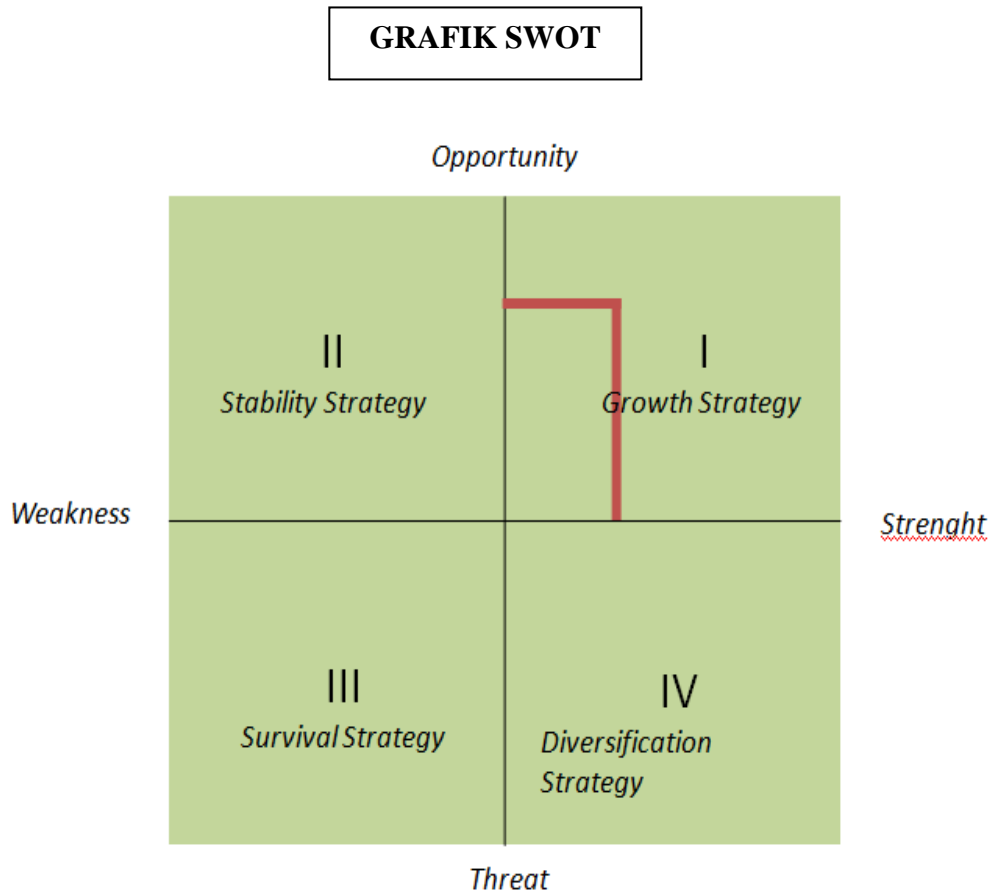 GRAFIK SWOT
Opportunity
II
Stability Strategy
I
Growth Strategy
Weakness
Strenght
III
Survival Strategy
IV
Diversification
Strategy
Threat